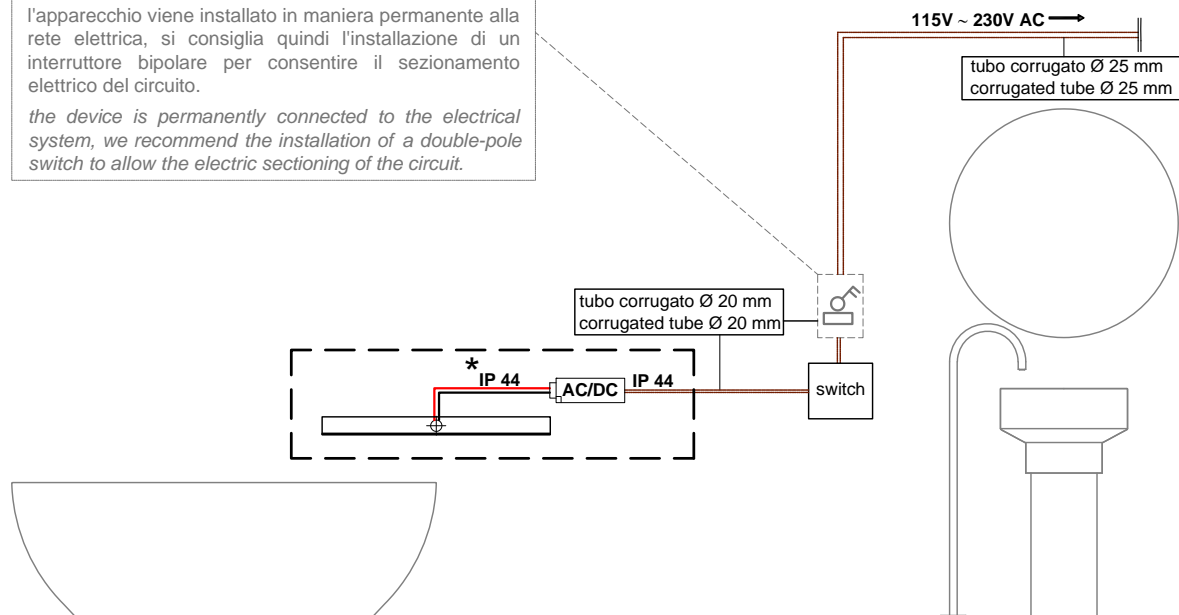 l'apparecchio viene installato in maniera permanente alla
rete elettrica, si consiglia quindi l'installazione di un
interruttore bipolare per consentire il sezionamento
elettrico del circuito.
the device is permanently connected to the electrical
system, we recommend the installation of a double-pole
switch to allow the electric sectioning of the circuit.
115V ~ 230V AC
tubo corrugato Ø 25 mm
corrugated tube Ø 25 mm
tubo corrugato Ø 20 mm
corrugated tube Ø 20 mm
* IP 44
AC/DC
IP 44
switch